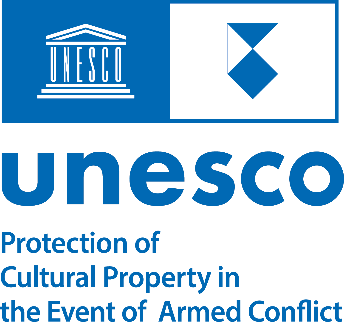 UNESCO
unesco
Protection of
Cultural Property in
the Event of Armed Conflict